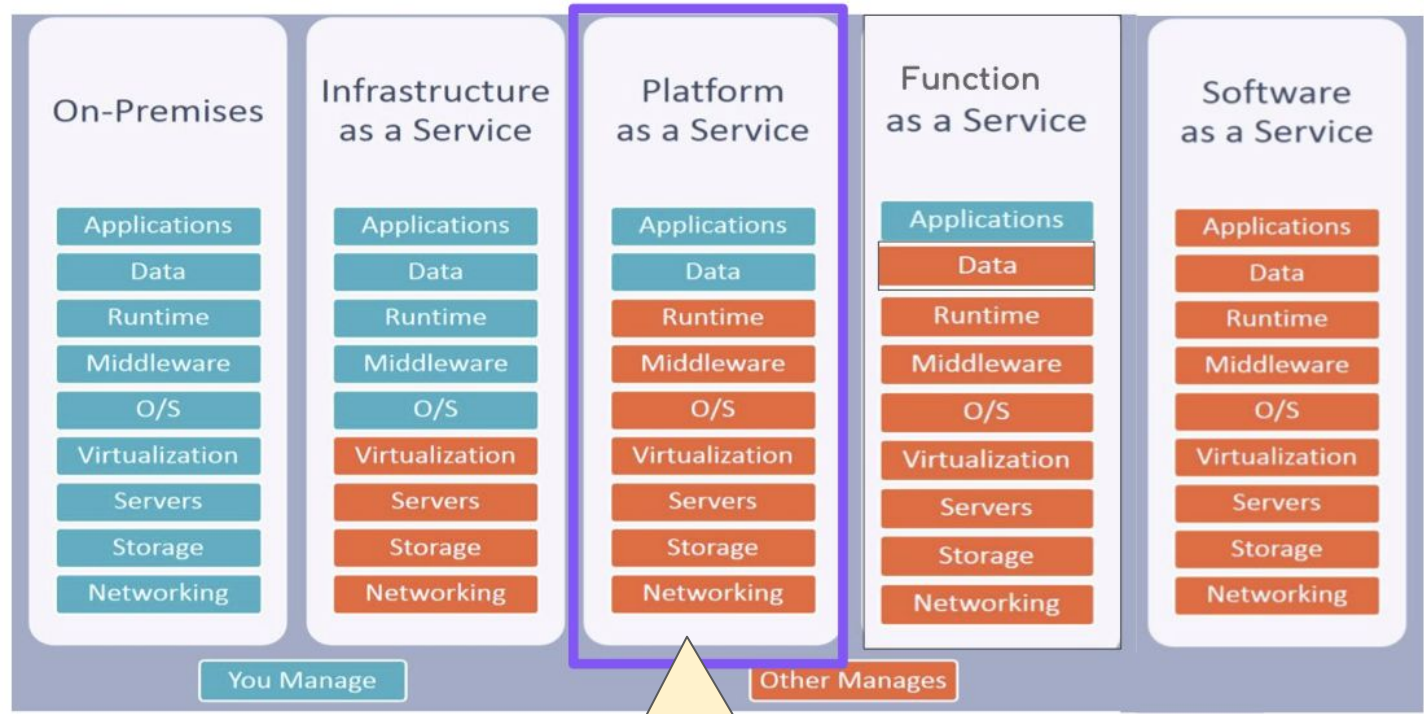 On-Premises
Applications
Data
Runtime
Middleware
O/S
Virtualization
Servers
Storage
Networking
Infrastructure
as a Service
Applications
Data
Runtime
Middleware
O/S
Virtualization
Servers
Storage
Networking
Platform
as a Service
Applications
Data
Runtime
Middleware
O/S
Virtualization
Servers
Storage
Networking
Function
as a Service
Applications
Data
Runtime
Middleware
O/S
Virtualization
Servers
Storage
Networking
Software
as a Service
Applications
Data
Runtime
Middleware
O/S
Virtualization
Servers
Storage
Networking
You Manage
Other Manages